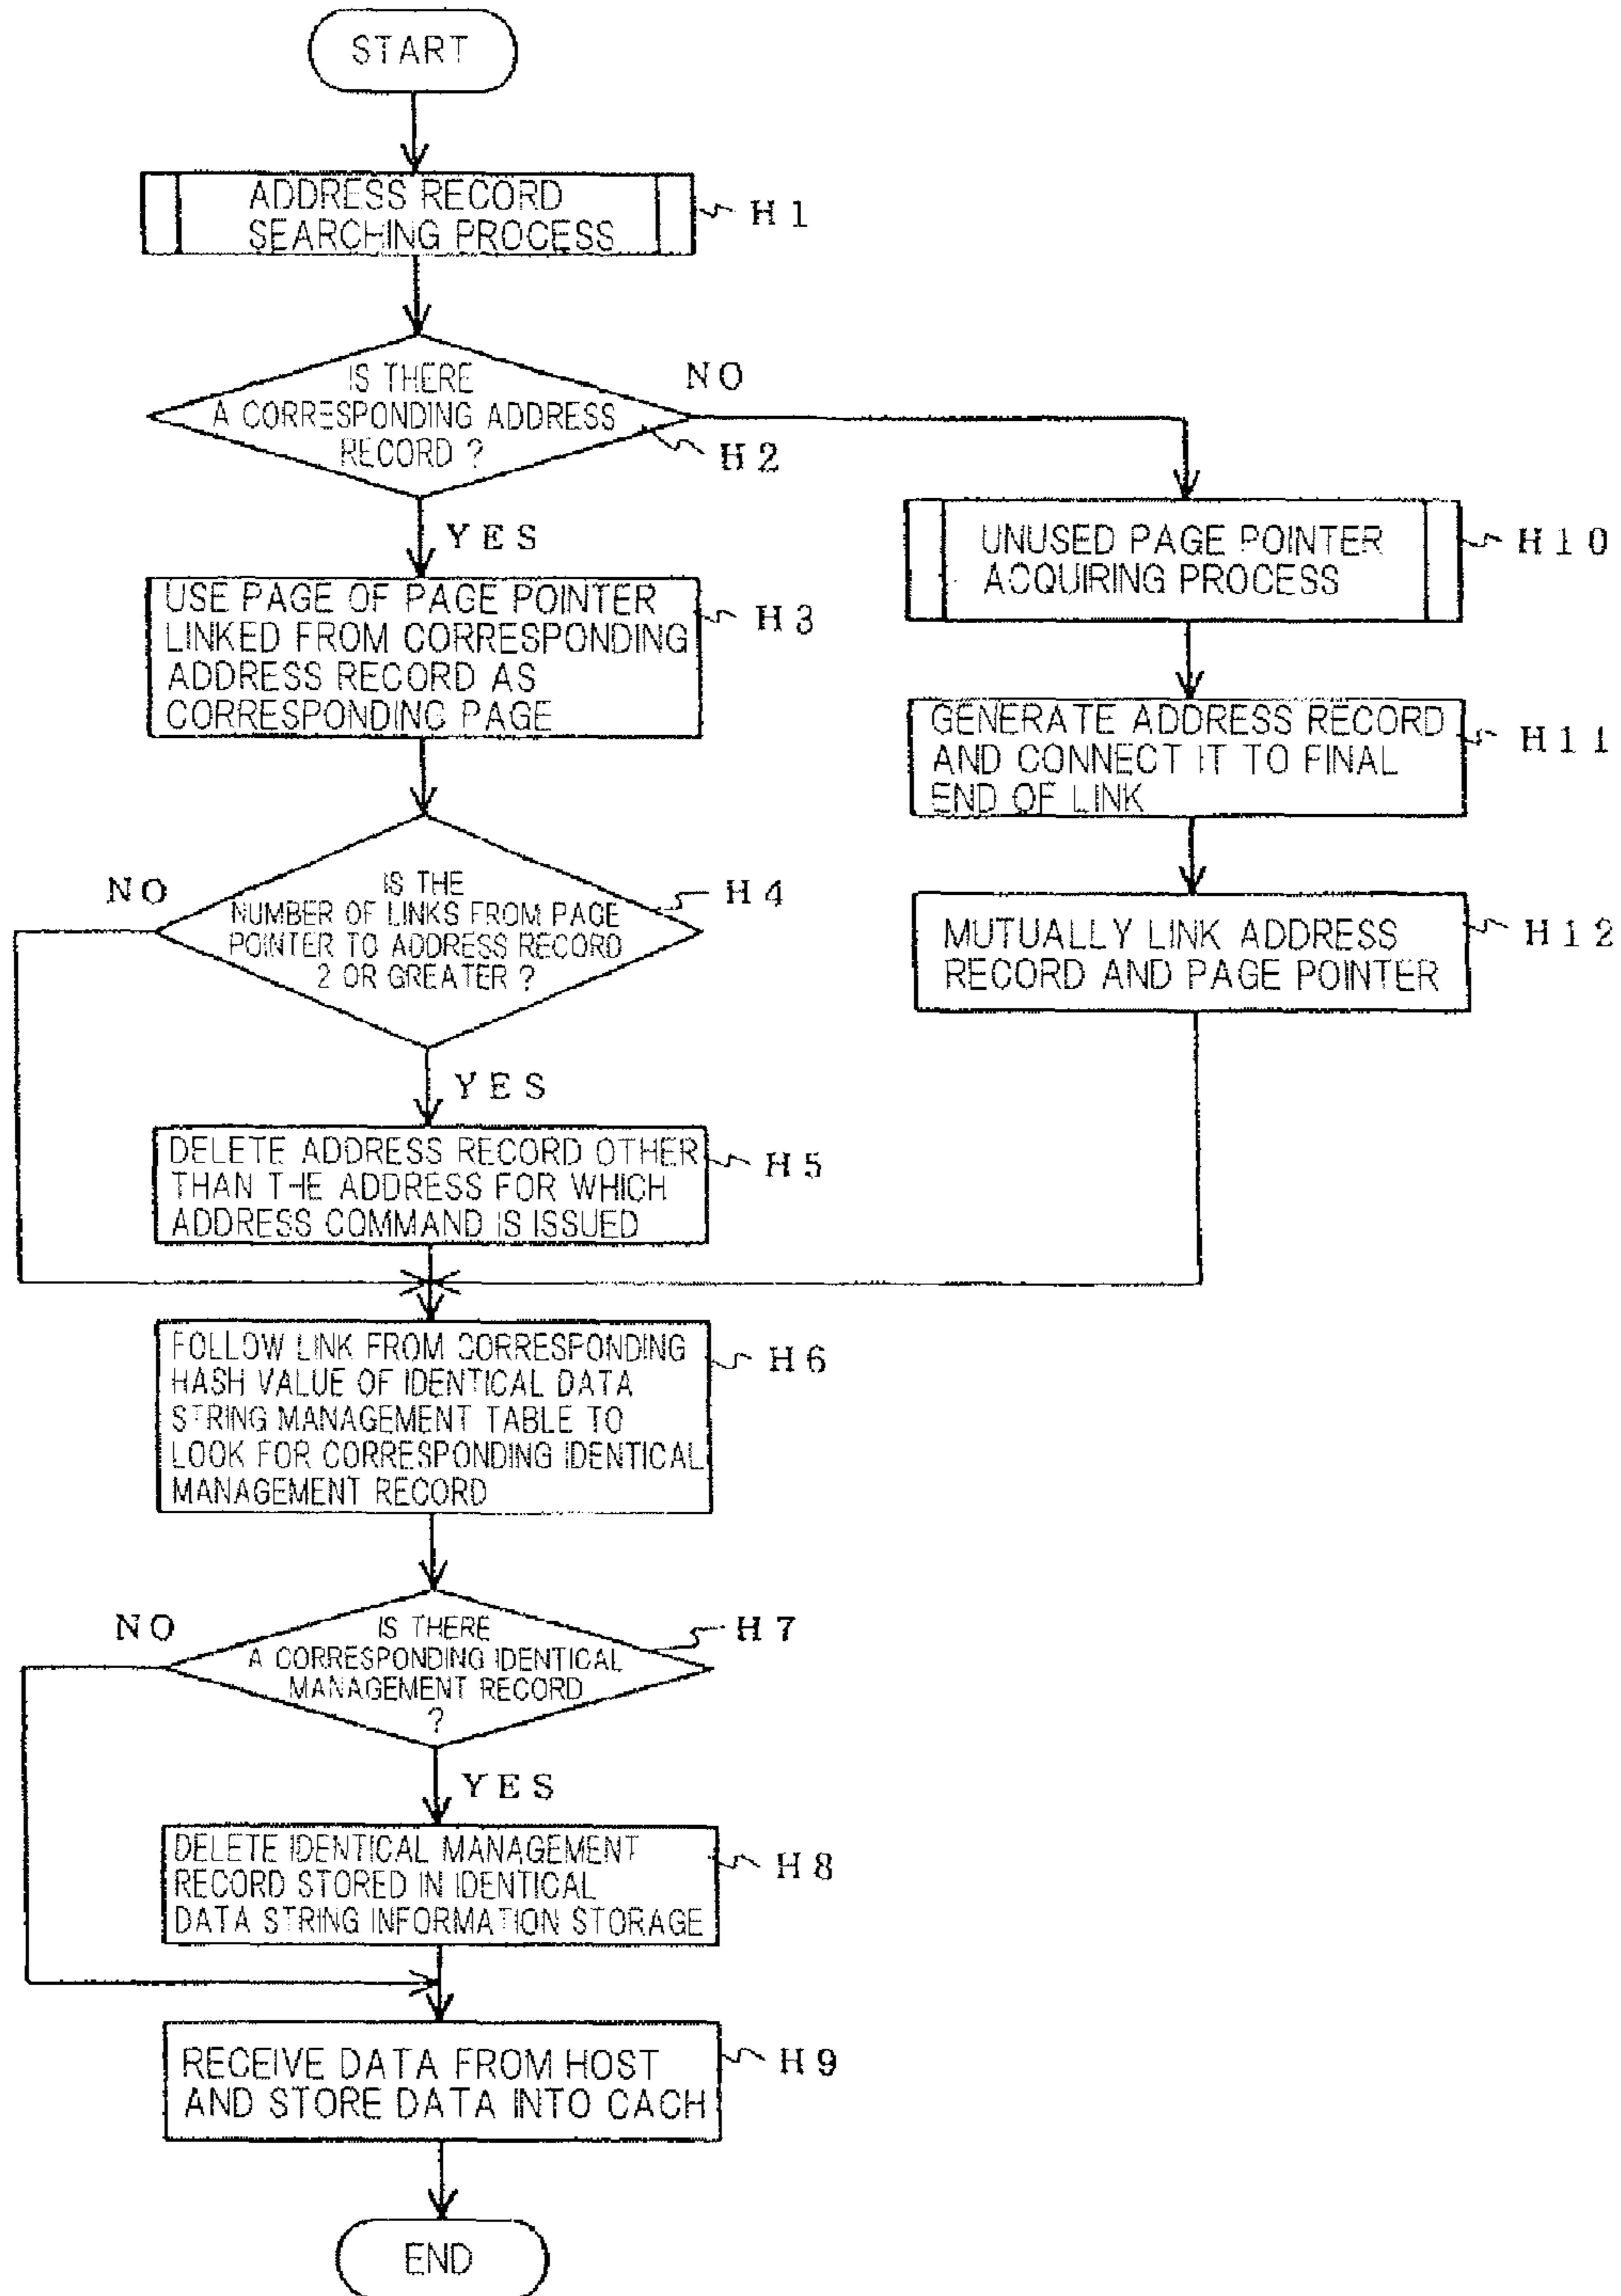 START
ADDRESS RECORD
SEARCHING PROCESS
H1
IS THERE
A CORRESPONDING ADDRESS
RECORD ?
NO
H2
YES
USE PAGE OF PAGE POINTER
LINKED FROM CORRESPONDING
ADDRESS RECORD AS
CORRESPONDING PAGE
H3
UNUSED PAGE POINTER
ACQUIRING PROCESS
H10
GENERATE ADDRESS RECORD
AND CONNECT IT TO FINAL
END OF LINK
H11
MUTUALLY LINK ADDRESS
RECORD AND PAGE POINTER
H12
NO
IS THE
NUMBER OF LINKS FROM PAGE
POINTER TO ADDRESS RECORD
2 OR GREATER ?
H4
YES
DELETE ADDRESS RECORD OTHER
THAN THE ADDRESS FOR WHICH
ADDRESS COMMAND IS ISSUED
H5
FOLLOW LINK FROM CORRESPONDING
HASH VALUE OF IDENTICAL DATA
STRING MANAGEMENT TABLE TO
LOOK FOR CORRESPONDING IDENTICAL
MANAGEMENT RECORD
H6
NO
IS THERE
A CORRESPONDING IDENTICAL
MANAGEMENT RECORD
?
H7
YES
DELETE IDENTICAL MANAGEMENT
RECORD STORED IN IDENTICAL
DATA STRING INFORMATION STORAGE
H8
RECEIVE DATA FROM HOST
AND STORE DATA INTO CACH
H9
END